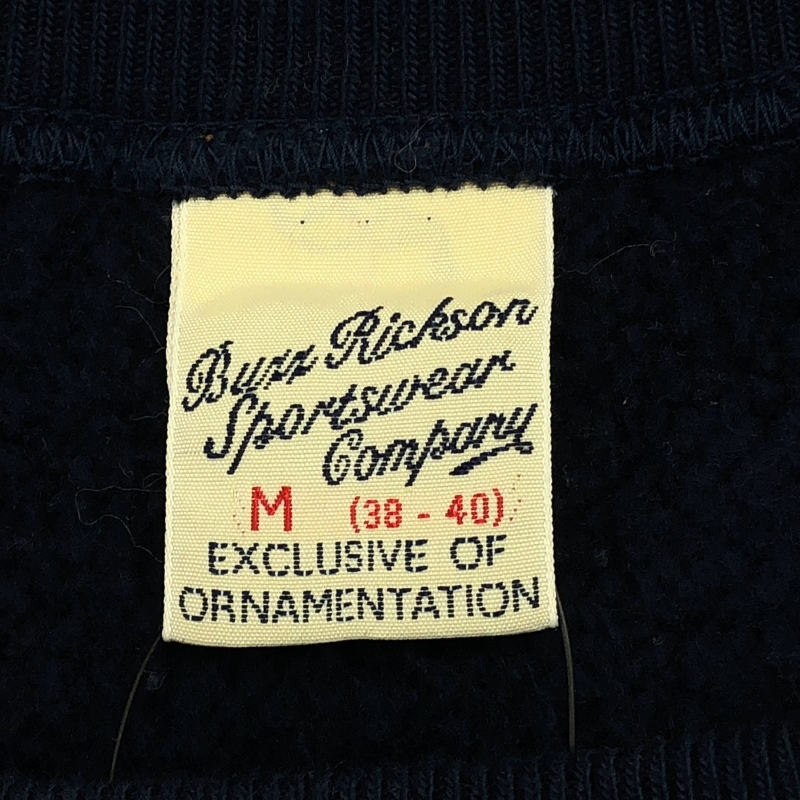 Buzz Rickson
Sportswear
Company
M (38 - 40)
EXCLUSIVE OF
ORNAMENTATION